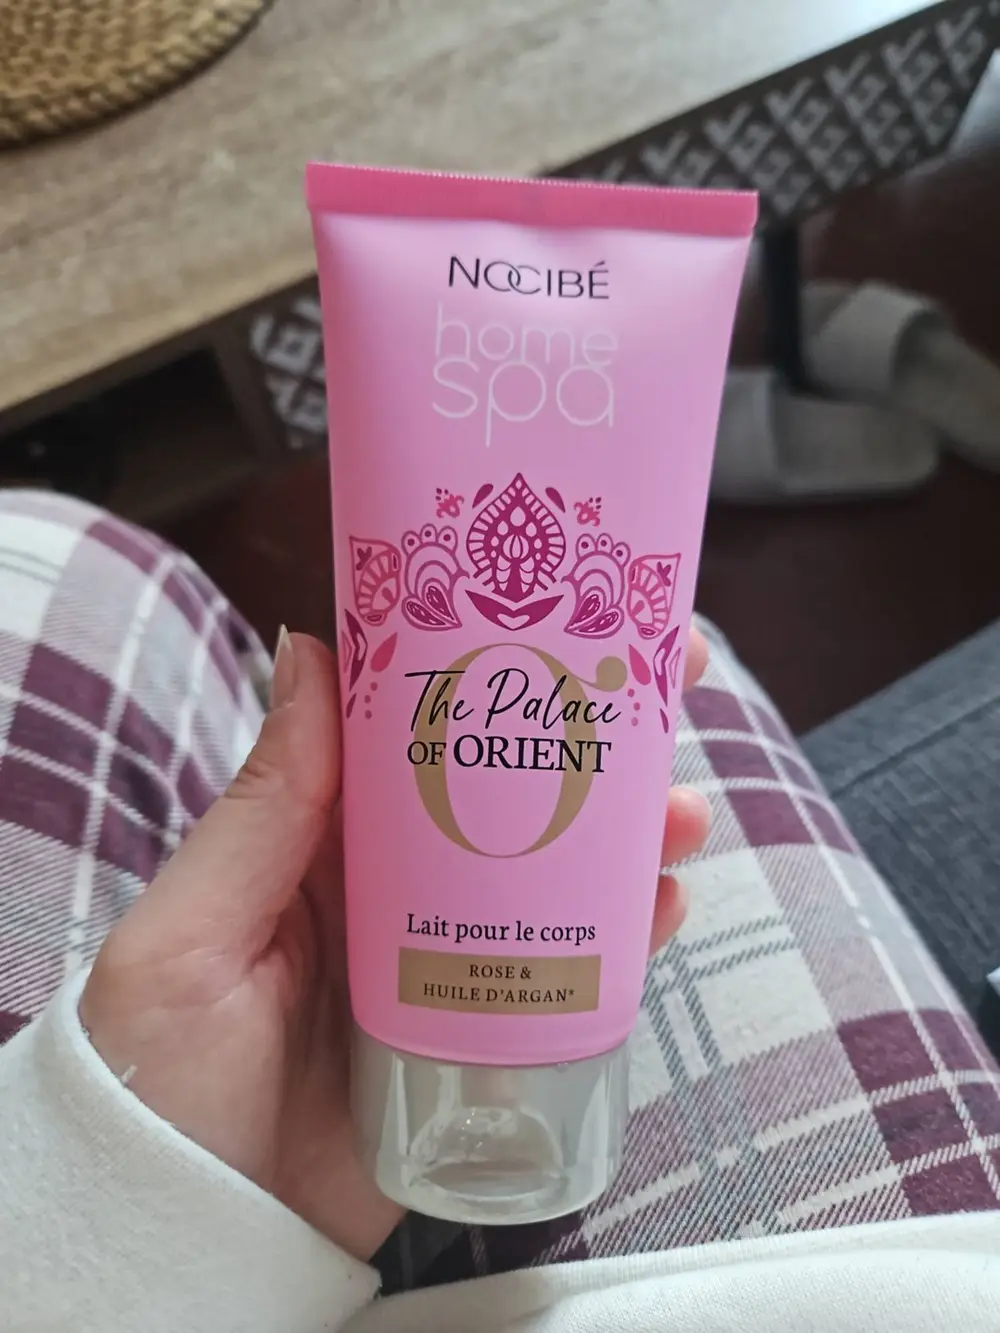 NOCIBÉ
home
spa
The Palace
OF ORIENT
Lait pour le corps
ROSE &
HUILE D'ARGAN*